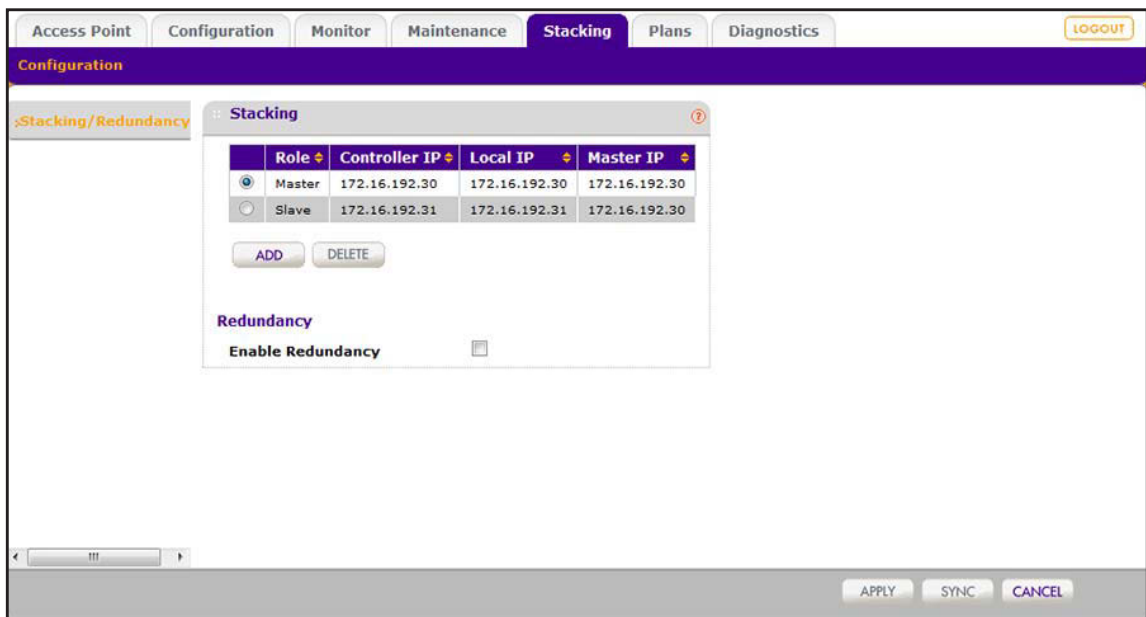 Access Point Configuration Monitor Maintenance Stacking Plans Diagnostics LOGOUT
Configuration
Stacking/Redundancy
Stacking ?
Role Controller IP Local IP Master IP
Master 172.16.192.30 172.16.192.30 172.16.192.30
Slave 172.16.192.31 172.16.192.31 172.16.192.30
ADD DELETE
Redundancy
Enable Redundancy
APPLY SYNC CANCEL